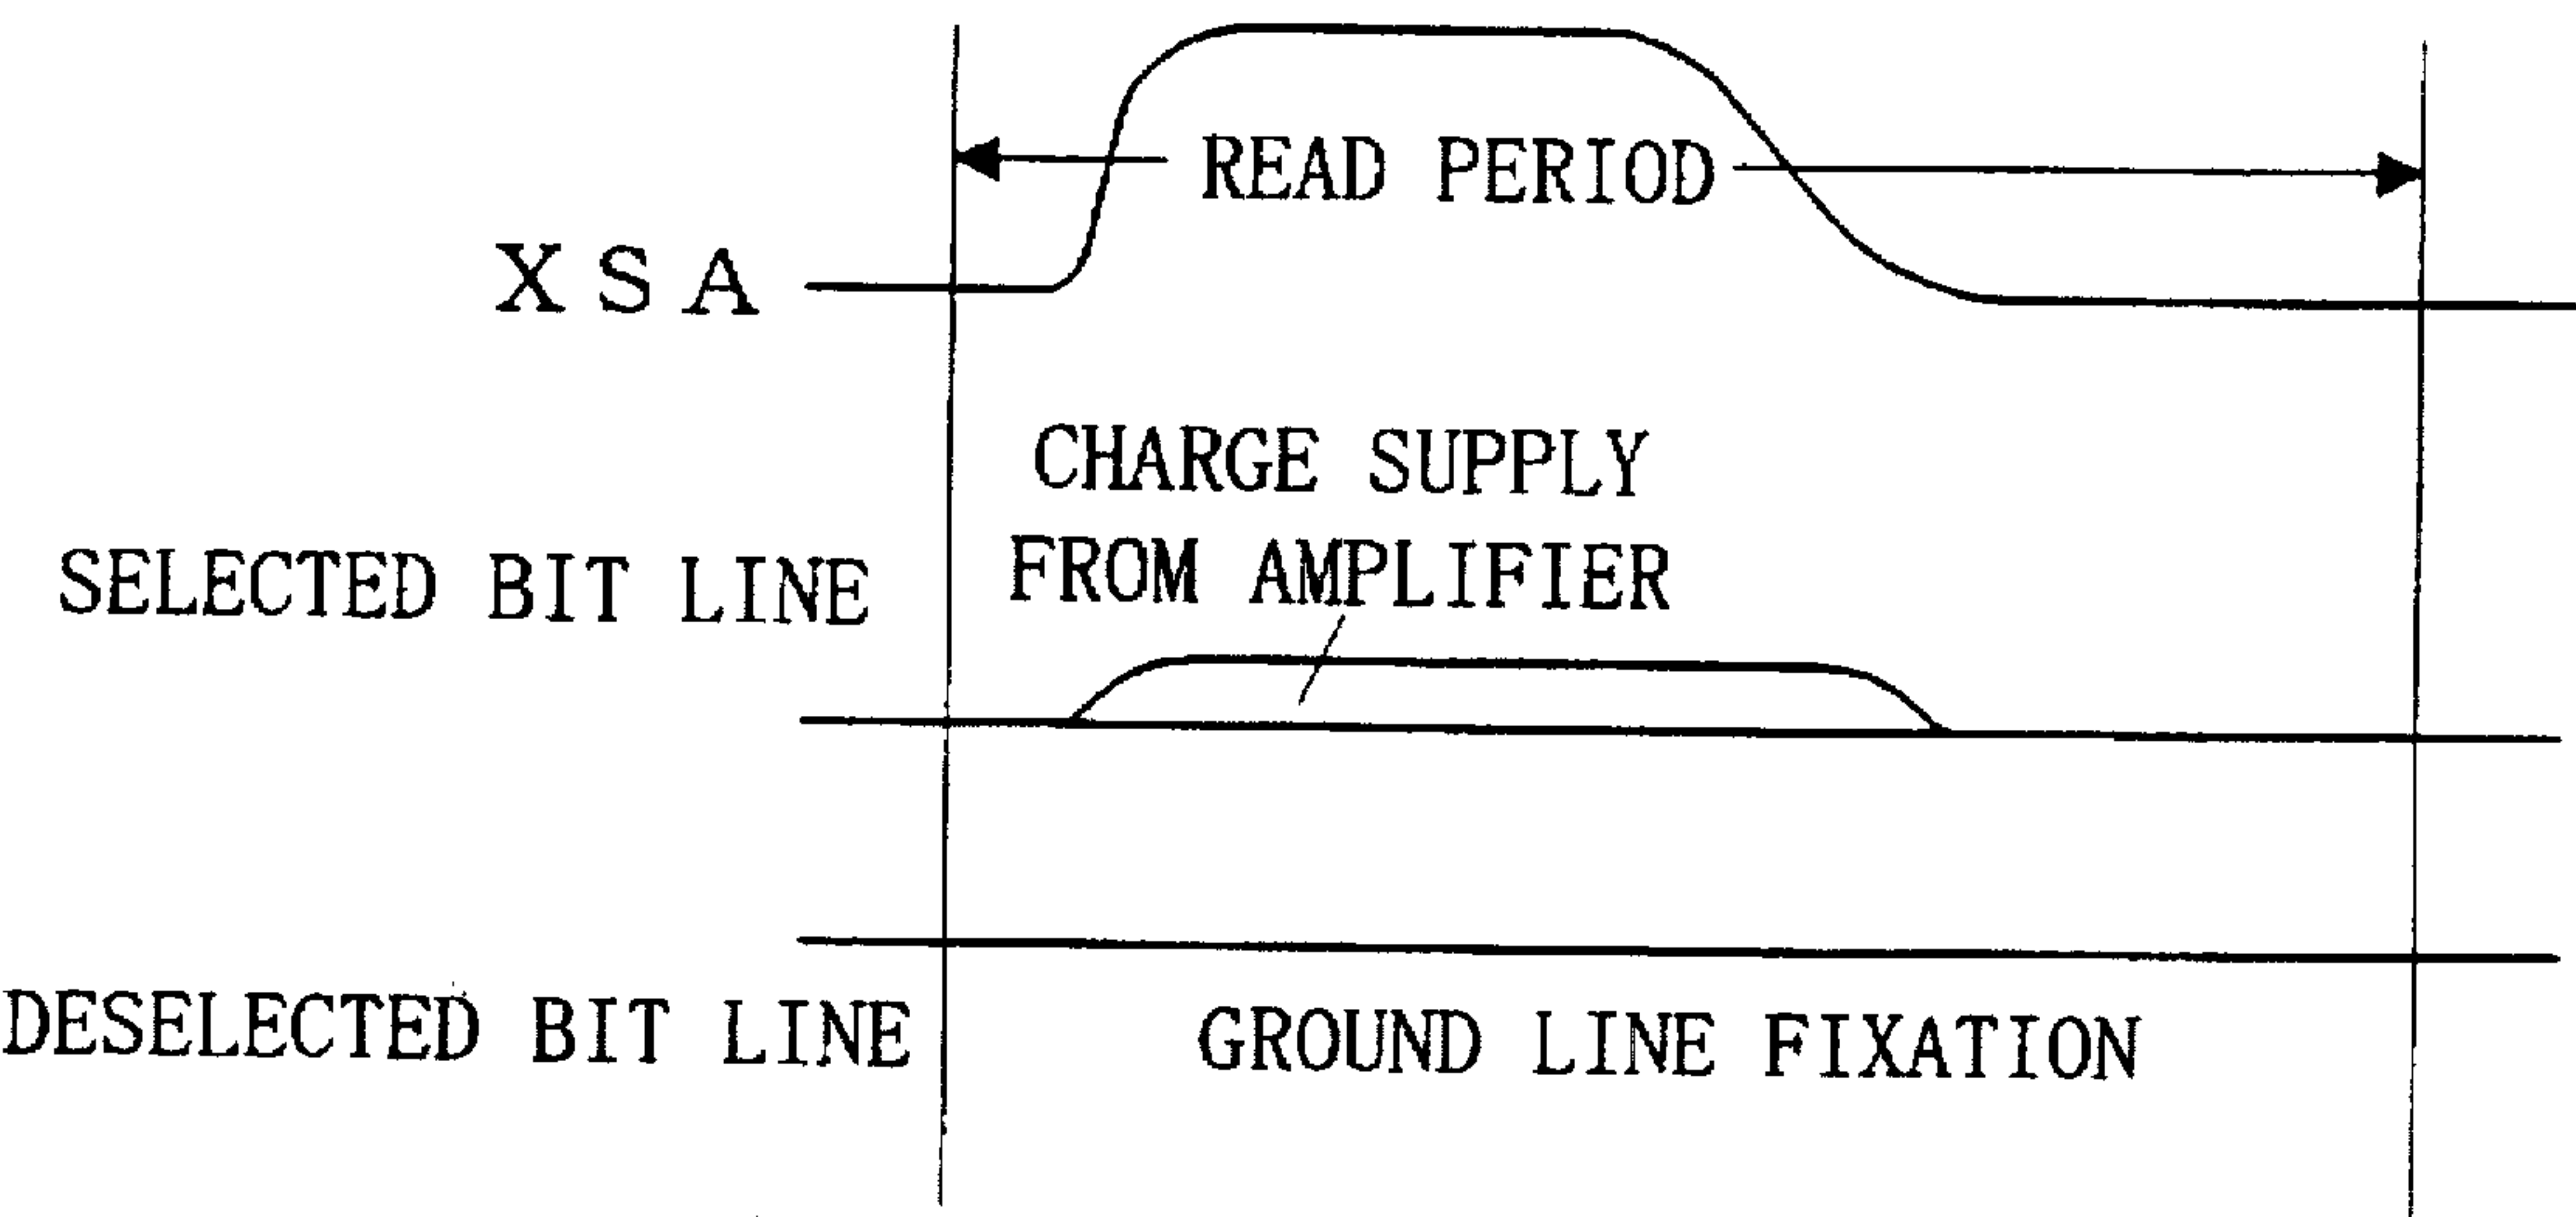 READ PERIOD
XSA
CHARGE SUPPLY
FROM AMPLIFIER
SELECTED BIT LINE
DESELECTED BIT LINE
GROUND LINE FIXATION